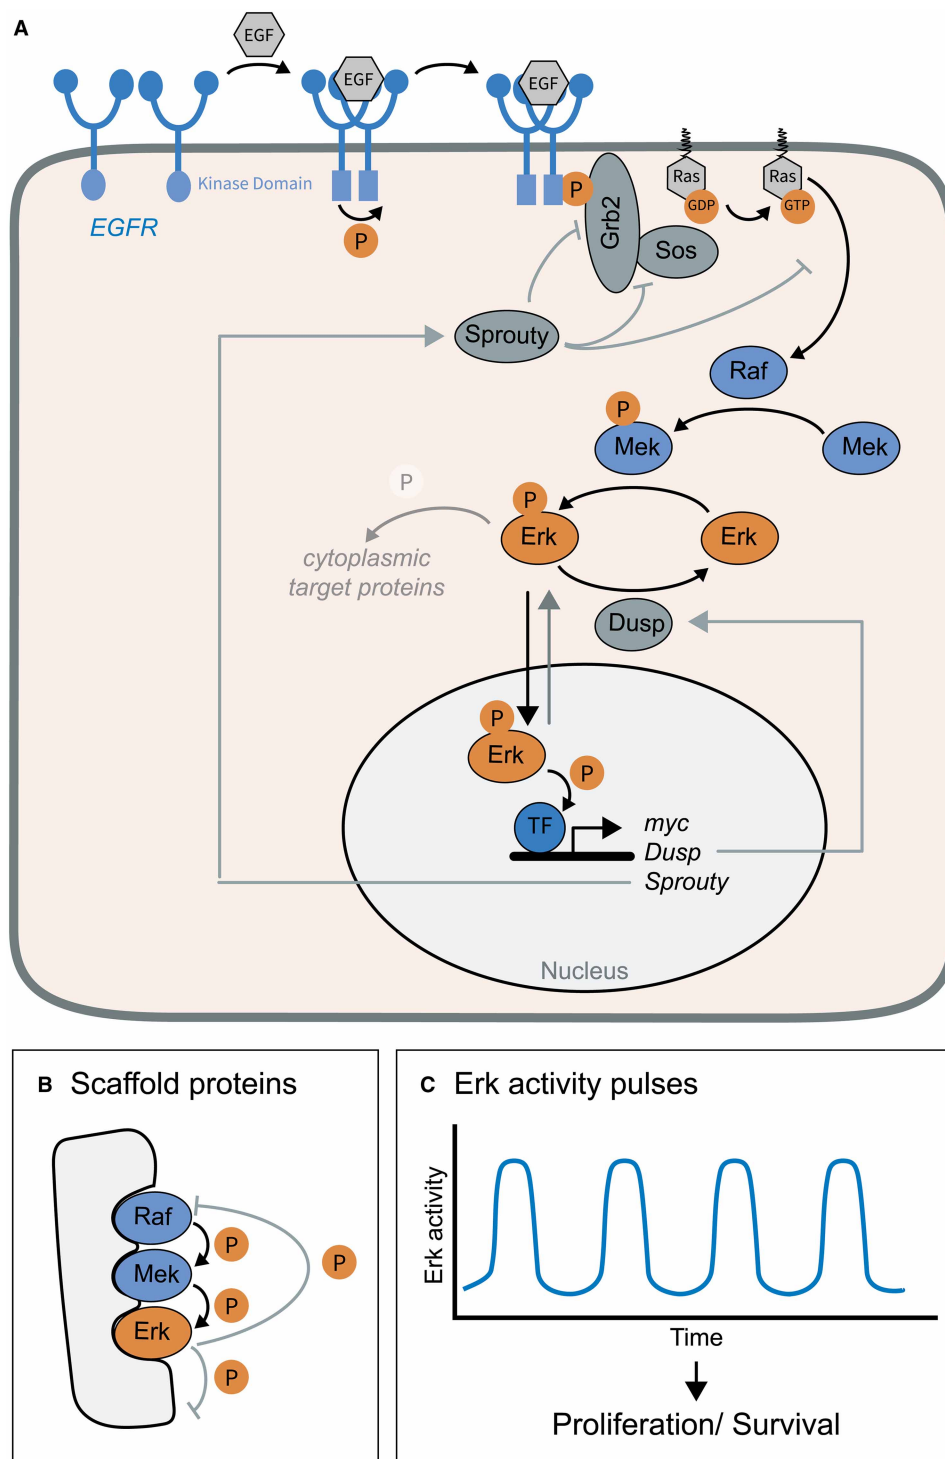 A
EGF
EGF
EGF
Kinase Domain
EGFR
P
P
Grb2
Sos
Ras
GDP
Ras
GTP
Sprouty
Raf
P
Mek
Mek
P
P
Erk
Erk
cytoplasmic
target proteins
Dusp
P
Erk
P
TF
myc
Dusp
Sprouty
Nucleus
B Scaffold proteins
Raf
P
Mek
P
P
Erk
P
C Erk activity pulses
Erk activity
Time
Proliferation/ Survival